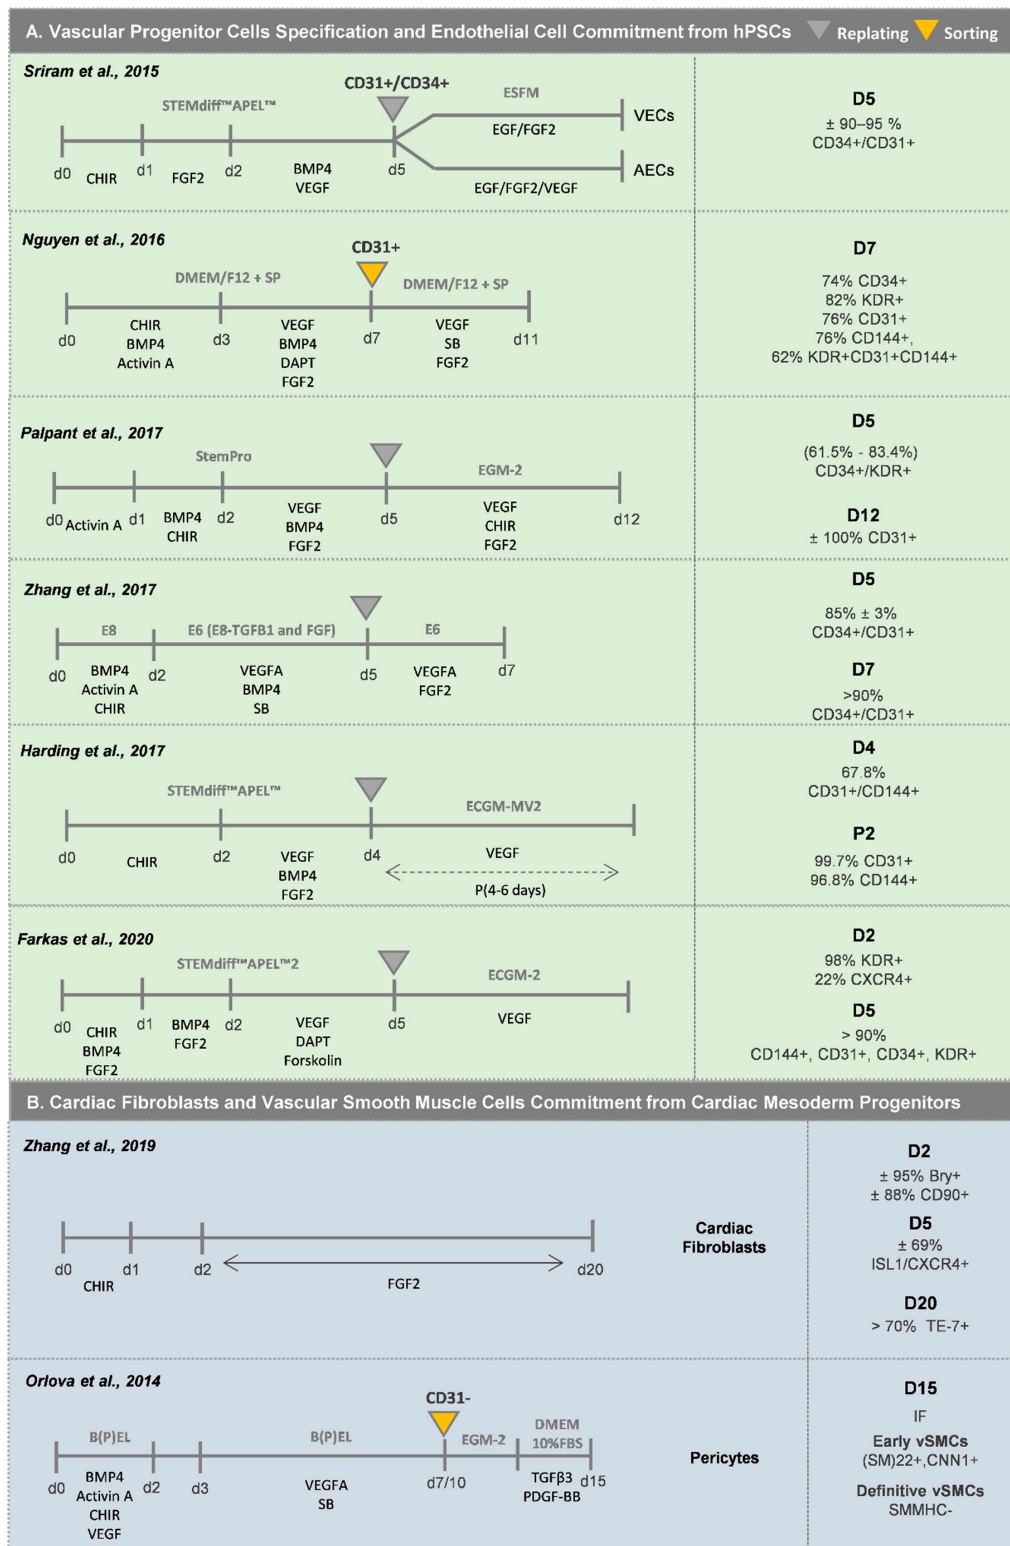 A. Vascular Progenitor Cells Specification and Endothelial Cell Commitment from hPSCs Replating Sorting
Sriram et al., 2015
CD31+/CD34+
STEMdiff™APEL™
ESFM
EGF/FGF2
VECs
d0
CHIR
d1
FGF2
d2
BMP4
VEGF
d5
EGF/FGF2/VEGF
AECs
D5
± 90–95 %
CD34+/CD31+
Nguyen et al., 2016
CD31+
DMEM/F12 + SP
DMEM/F12 + SP
d0
CHIR
BMP4
Activin A
d3
VEGF
BMP4
DAPT
FGF2
d7
VEGF
SB
FGF2
d11
D7
74% CD34+
82% KDR+
76% CD31+
76% CD144+,
62% KDR+CD31+CD144+
Palpant et al., 2017
StemPro
EGM-2
d0
Activin A
d1
BMP4
CHIR
d2
VEGF
BMP4
FGF2
d5
VEGF
CHIR
FGF2
d12
D5
(61.5% - 83.4%)
CD34+/KDR+
D12
± 100% CD31+
Zhang et al., 2017
E8
E6 (E8-TGFB1 and FGF)
E6
d0
BMP4
Activin A
CHIR
d2
VEGFA
BMP4
SB
d5
VEGFA
FGF2
d7
D5
85% ± 3%
CD34+/CD31+
D7
>90%
CD34+/CD31+
Harding et al., 2017
STEMdiff™APEL™
ECGM-MV2
d0
CHIR
d2
VEGF
BMP4
FGF2
d4
VEGF
P(4-6 days)
D4
67.8%
CD31+/CD144+
P2
99.7% CD31+
96.8% CD144+
Farkas et al., 2020
STEMdiff™APEL™2
ECGM-2
d0
CHIR
BMP4
FGF2
d1
BMP4
FGF2
d2
VEGF
DAPT
Forskolin
d5
VEGF
D2
98% KDR+
22% CXCR4+
D5
> 90%
CD144+, CD31+, CD34+, KDR+
B. Cardiac Fibroblasts and Vascular Smooth Muscle Cells Commitment from Cardiac Mesoderm Progenitors
Zhang et al., 2019
d0
CHIR
d1
d2
FGF2
d20
Cardiac
Fibroblasts
D2
± 95% Bry+
± 88% CD90+
D5
± 69%
ISL1/CXCR4+
D20
> 70% TE-7+
Orlova et al., 2014
CD31-
B(P)EL
B(P)EL
EGM-2
DMEM
10%FBS
d0
BMP4
Activin A
CHIR
VEGF
d2
d3
VEGFA
SB
d7/10
TGFβ3
PDGF-BB
d15
Pericytes
D15
IF
Early vSMCs
(SM)22+,CNN1+
Definitive vSMCs
SMMHC-